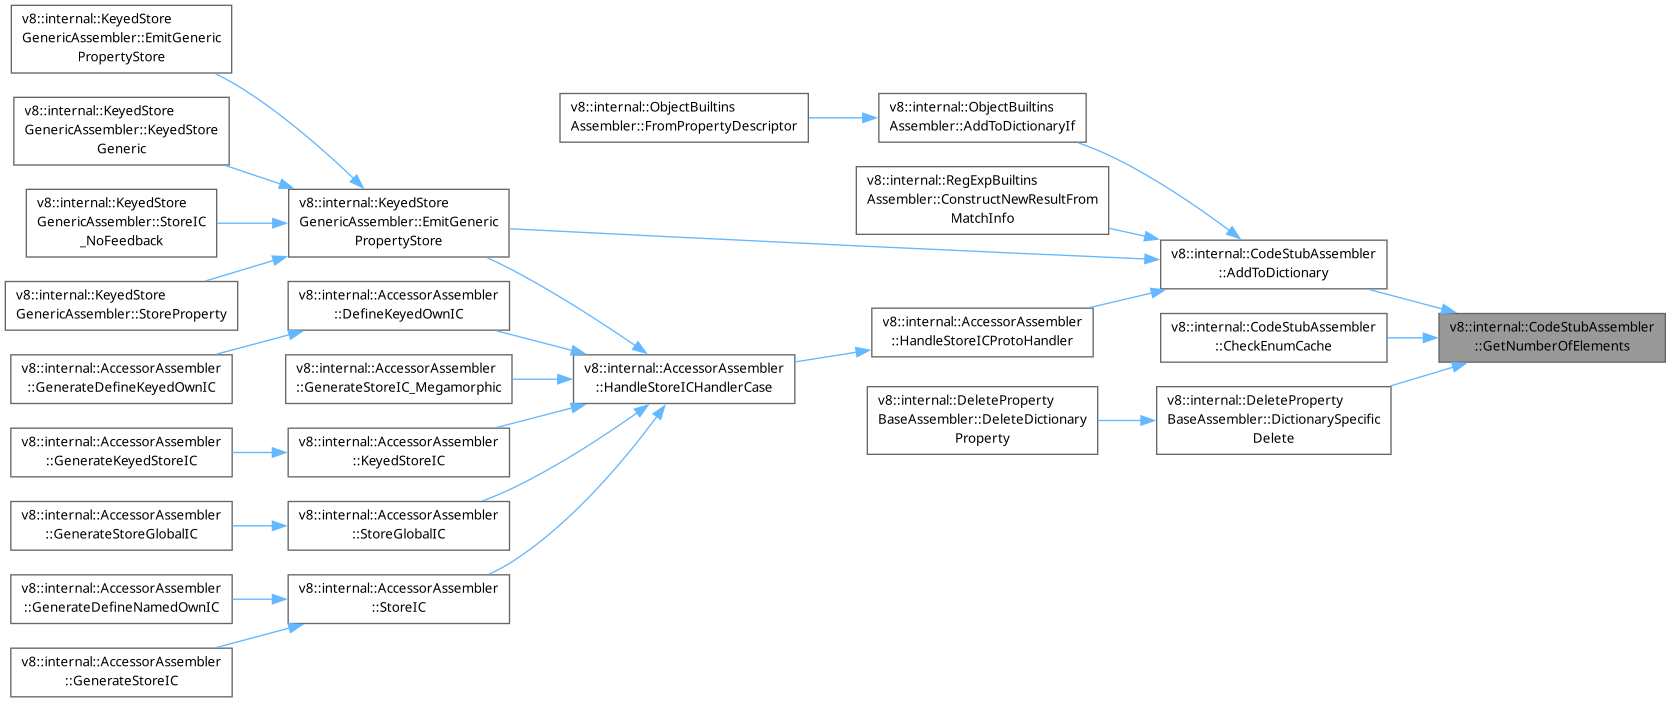 v8::internal::KeyedStore
GenericAssembler::EmitGeneric
PropertyStore
v8::internal::KeyedStore
GenericAssembler::KeyedStore
Generic
v8::internal::KeyedStore
GenericAssembler::StoreIC
_NoFeedback
v8::internal::KeyedStore
GenericAssembler::StoreProperty
v8::internal::AccessorAssembler
::GenerateDefineKeyedOwnIC
v8::internal::AccessorAssembler
::GenerateKeyedStoreIC
v8::internal::AccessorAssembler
::GenerateStoreGlobalIC
v8::internal::AccessorAssembler
::GenerateDefineNamedOwnIC
v8::internal::AccessorAssembler
::GenerateStoreIC
v8::internal::KeyedStore
GenericAssembler::EmitGeneric
PropertyStore
v8::internal::AccessorAssembler
::DefineKeyedOwnIC
v8::internal::AccessorAssembler
::GenerateStoreIC_Megamorphic
v8::internal::AccessorAssembler
::KeyedStoreIC
v8::internal::AccessorAssembler
::StoreGlobalIC
v8::internal::AccessorAssembler
::StoreIC
v8::internal::ObjectBuiltins
Assembler::FromPropertyDescriptor
v8::internal::AccessorAssembler
::HandleStoreICHandlerCase
v8::internal::ObjectBuiltins
Assembler::AddToDictionaryIf
v8::internal::RegExpBuiltins
Assembler::ConstructNewResultFrom
MatchInfo
v8::internal::AccessorAssembler
::HandleStoreICProtoHandler
v8::internal::DeleteProperty
BaseAssembler::DeleteDictionary
Property
v8::internal::CodeStubAssembler
::AddToDictionary
v8::internal::CodeStubAssembler
::CheckEnumCache
v8::internal::DeleteProperty
BaseAssembler::DictionarySpecific
Delete
v8::internal::CodeStubAssembler
::GetNumberOfElements